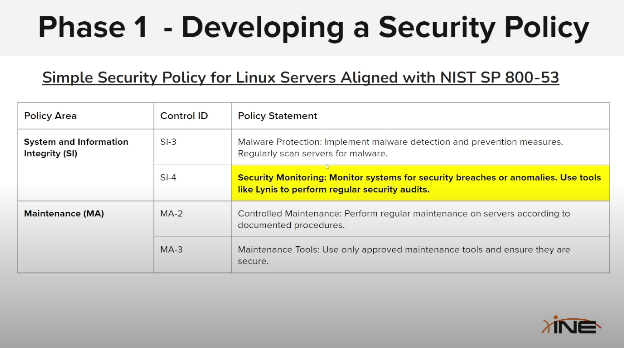 Phase 1 - Developing a Security Policy
Simple Security Policy for Linux Servers Aligned with NIST SP 800-53
Policy Area
Control ID
Policy Statement
System and Information
Integrity (SI)
SI-3
Malware Protection: Implement malware detection and prevention measures.
Regularly scan servers for malware.
SI-4
Security Monitoring: Monitor systems for security breaches or anomalies. Use tools
like Lynis to perform regular security audits.
Maintenance (MA)
MA-2
Controlled Maintenance: Perform regular maintenance on servers according to
documented procedures.
MA-3
Maintenance Tools: Use only approved maintenance tools and ensure they are
secure.
INE